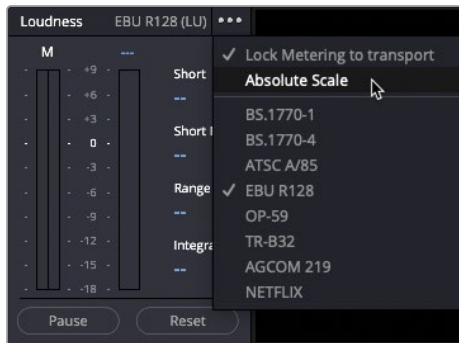 Loudness EBU R128 (LU) •••
M ---
+9
+6
+3
0
-3
-6
-9
-12
-15
-18
Short
--
Short
--
Range
--
--
Pause Reset
✓ Lock Metering to transport
Absolute Scale
BS.1770-1
BS.1770-4
ATSC A/85
✓ EBU R128
OP-59
TR-B32
AGCOM 219
NETFLIX